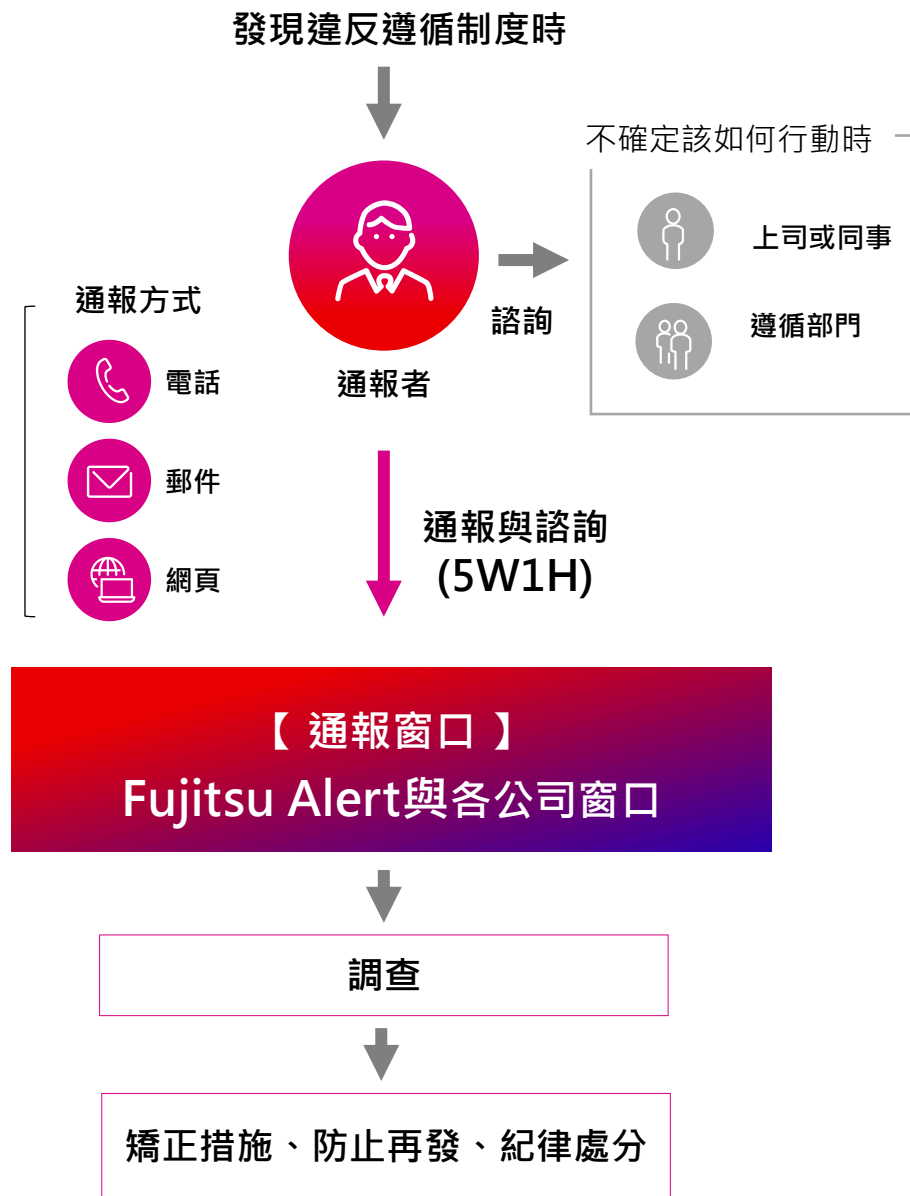 發現違反遵循制度時
不確定該如何行動時
上司或同事
遵循部門
諮詢
通報者
通報方式
電話
郵件
網頁
通報與諮詢
(5W1H)
【 通報窗口 】
Fujitsu Alert與各公司窗口
調查
矯正措施、防止再發、紀律處分